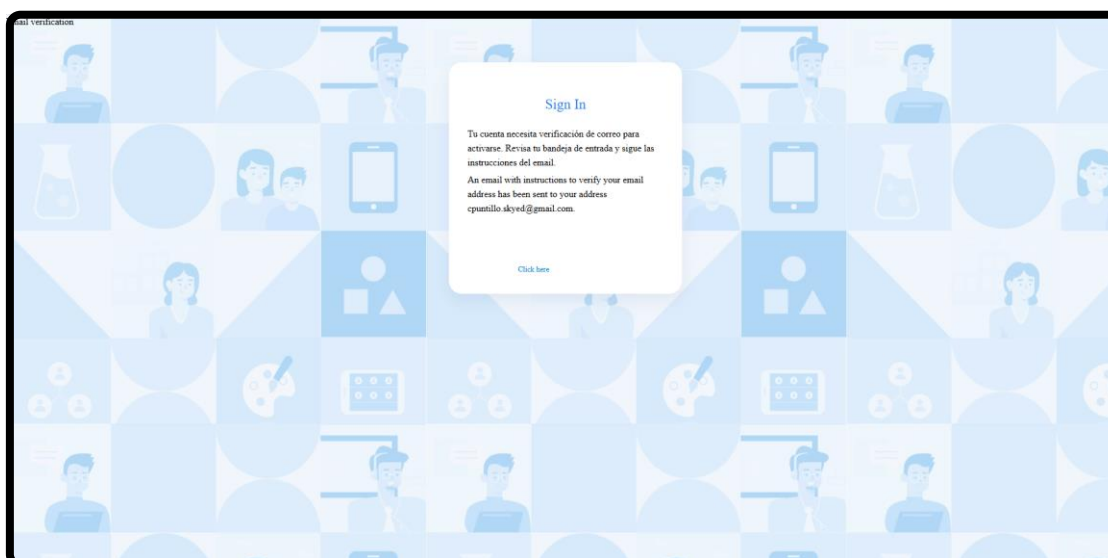 ail verification
Sign In
Tu cuenta necesita verificación de correo para
activarse. Revisa tu bandeja de entrada y sigue las
instrucciones del email.
An email with instructions to verify your email
address has been sent to your address
cpuntillo.skyed@gmail.com.
Click here